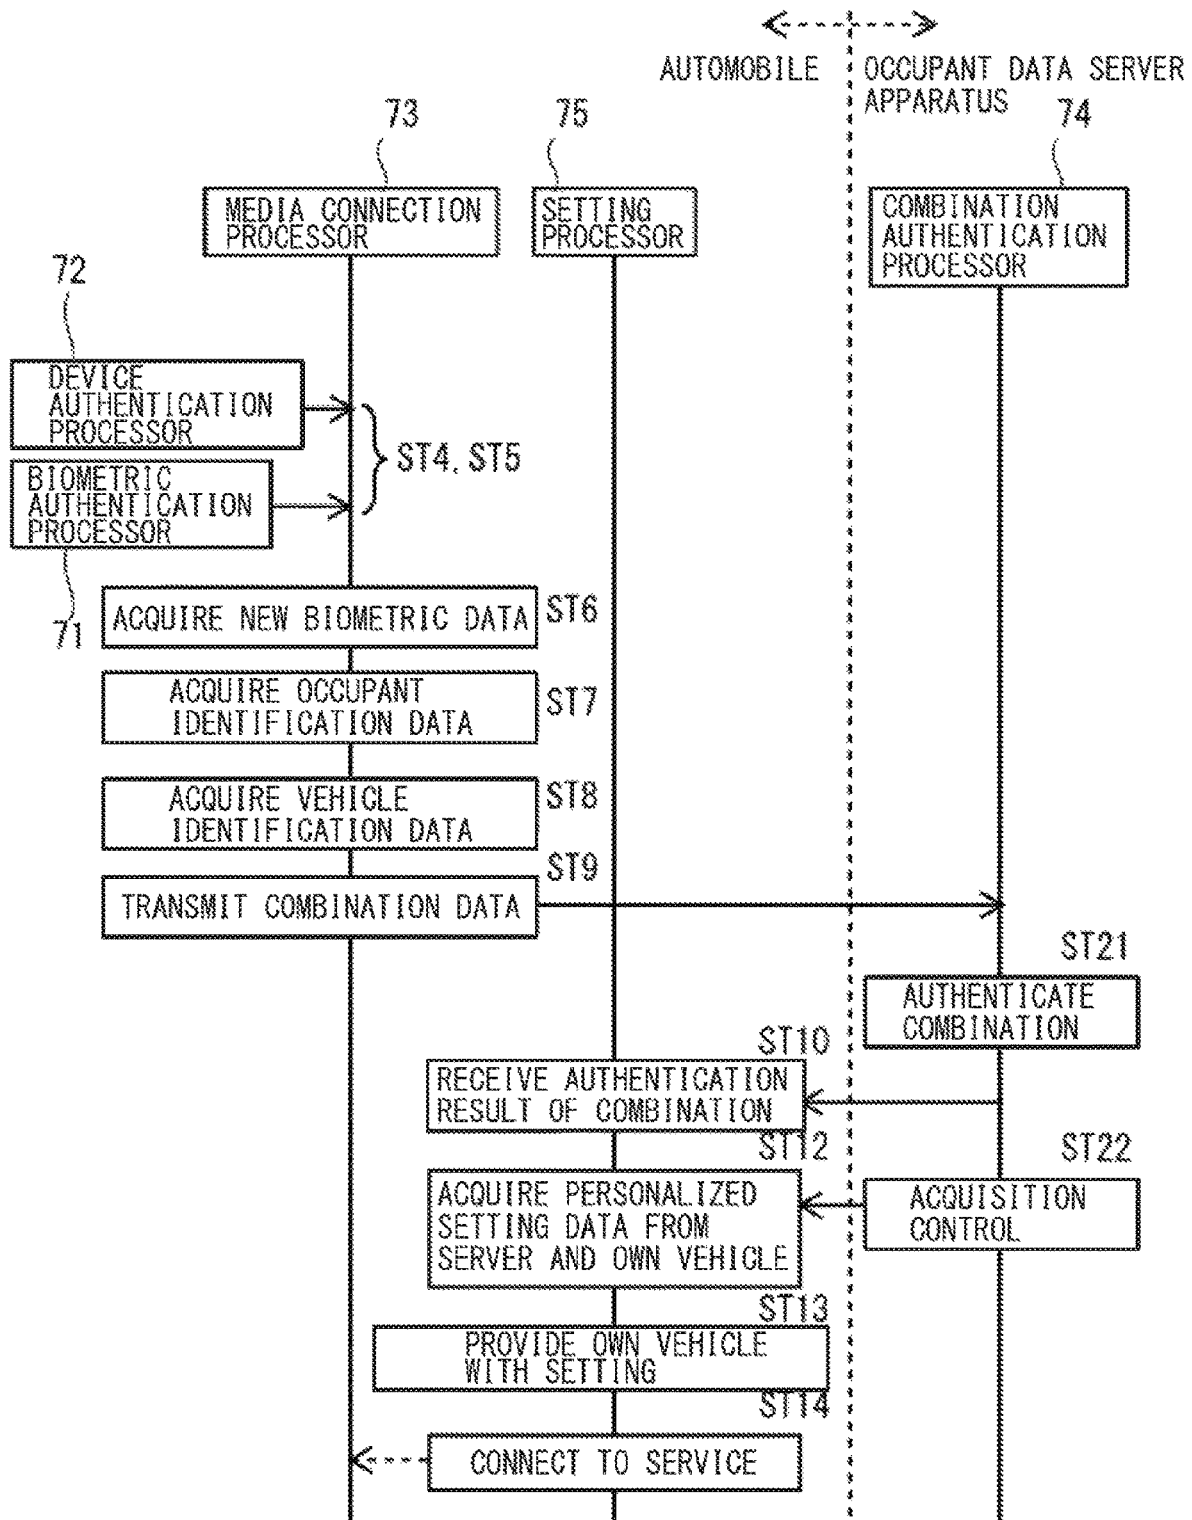 AUTOMOBILE
OCCUPANT DATA SERVER
APPARATUS
73
75
74
MEDIA CONNECTION
PROCESSOR
SETTING
PROCESSOR
COMBINATION
AUTHENTICATION
PROCESSOR
72
DEVICE
AUTHENTICATION
PROCESSOR
ST4, ST5
BIOMETRIC
AUTHENTICATION
PROCESSOR
71
ACQUIRE NEW BIOMETRIC DATA
ST6
ACQUIRE OCCUPANT
IDENTIFICATION DATA
ST7
ACQUIRE VEHICLE
IDENTIFICATION DATA
ST8
ST9
TRANSMIT COMBINATION DATA
ST21
AUTHENTICATE
COMBINATION
ST10
RECEIVE AUTHENTICATION
RESULT OF COMBINATION
ST12
ST22
ACQUIRE PERSONALIZED
SETTING DATA FROM
SERVER AND OWN VEHICLE
ACQUISITION
CONTROL
ST13
PROVIDE OWN VEHICLE
WITH SETTING
ST14
CONNECT TO SERVICE